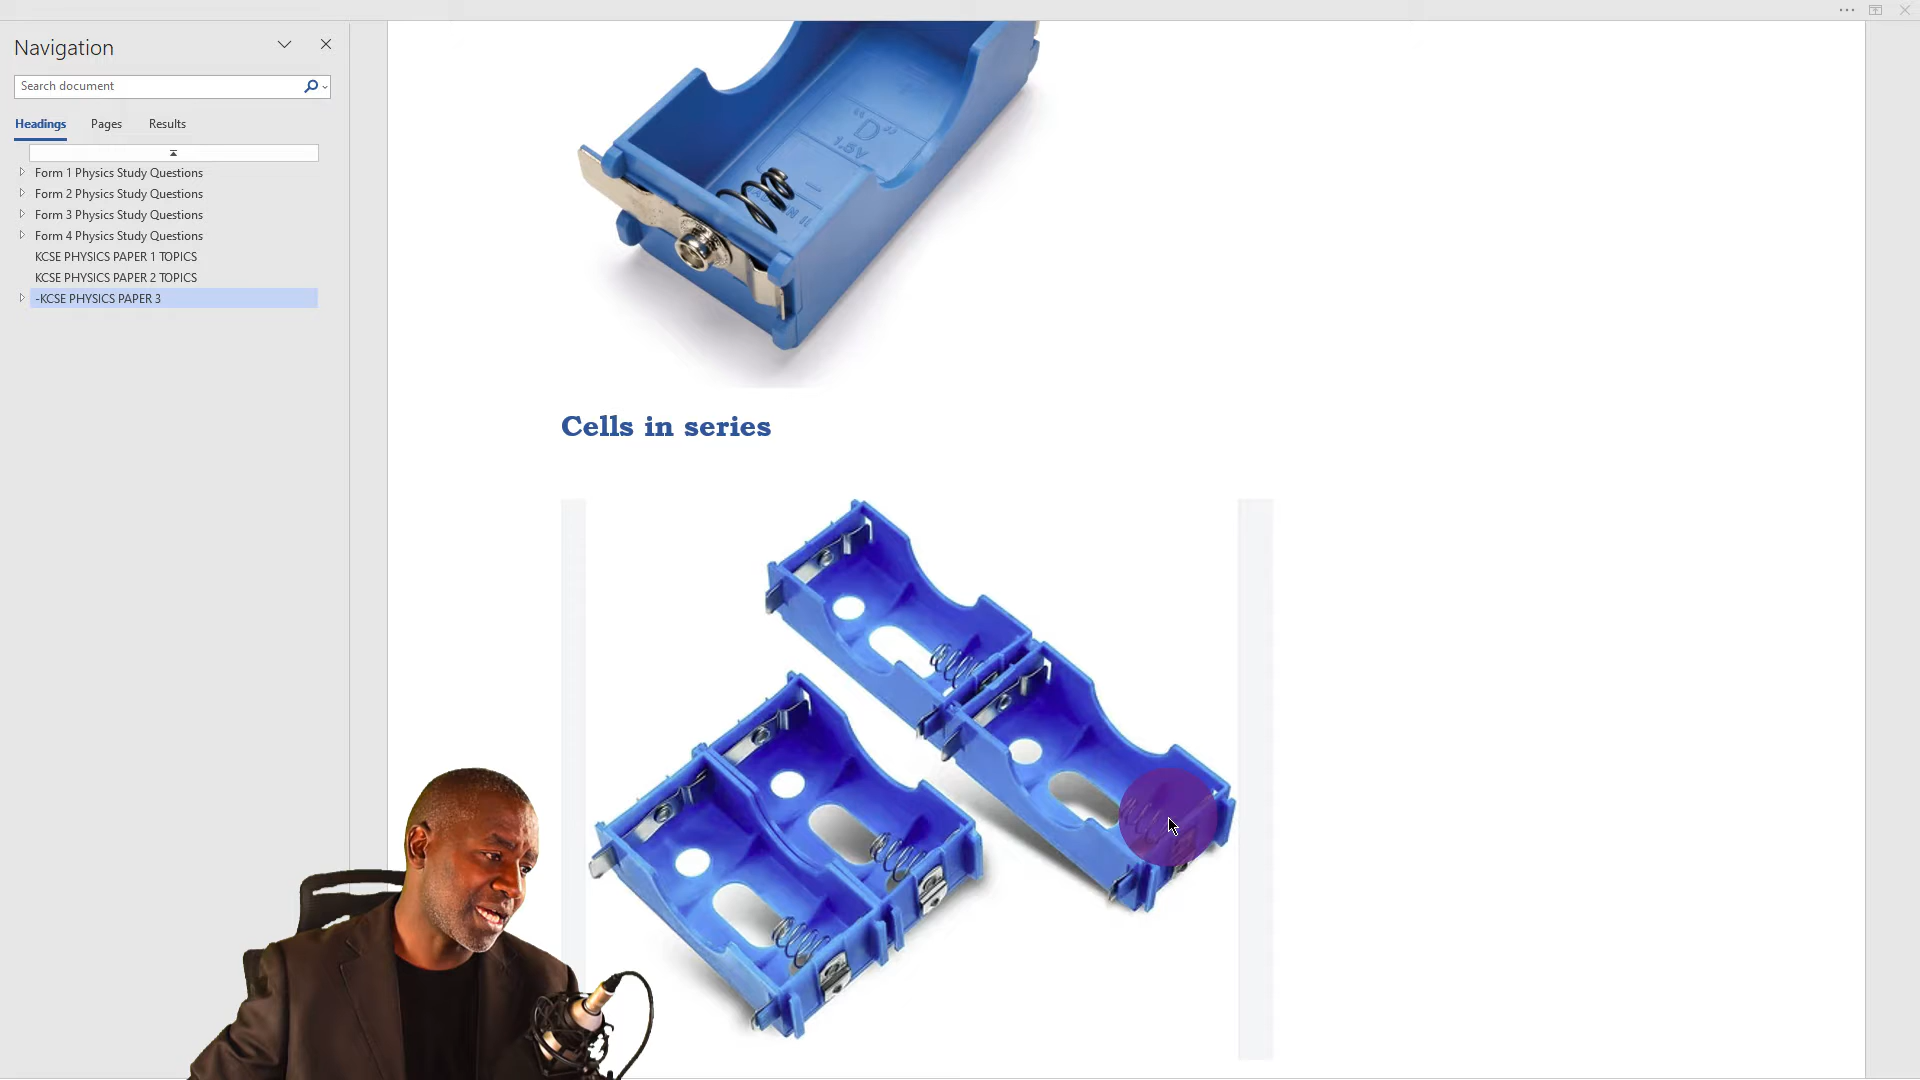 Navigation
Search document
Headings Pages Results
Form 1 Physics Study Questions
Form 2 Physics Study Questions
Form 3 Physics Study Questions
Form 4 Physics Study Questions
KCSE PHYSICS PAPER 1 TOPICS
KCSE PHYSICS PAPER 2 TOPICS
-KCSE PHYSICS PAPER 3
"D"
1.5V
Cells in series